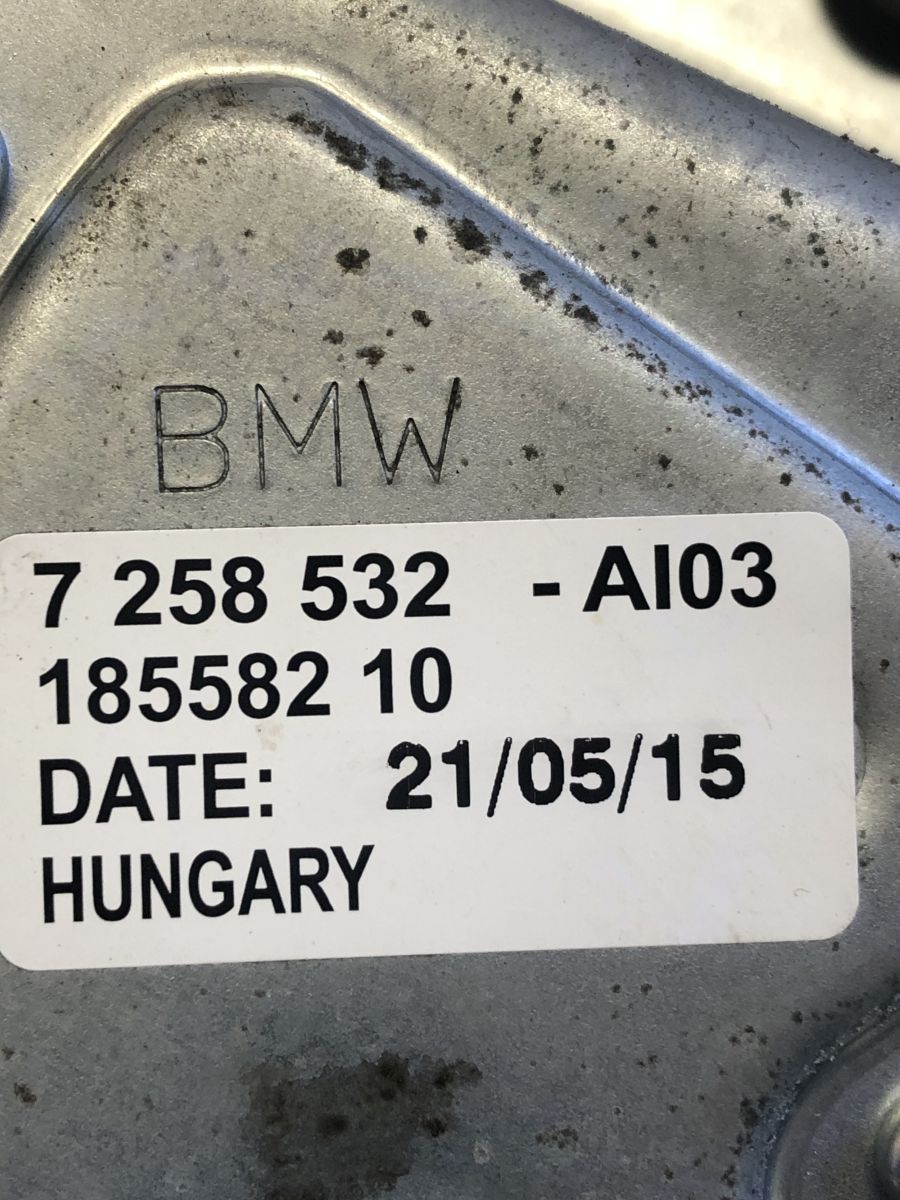 BMW
7 258 532 - AI03
185582 10
DATE: 21/05/15
HUNGARY